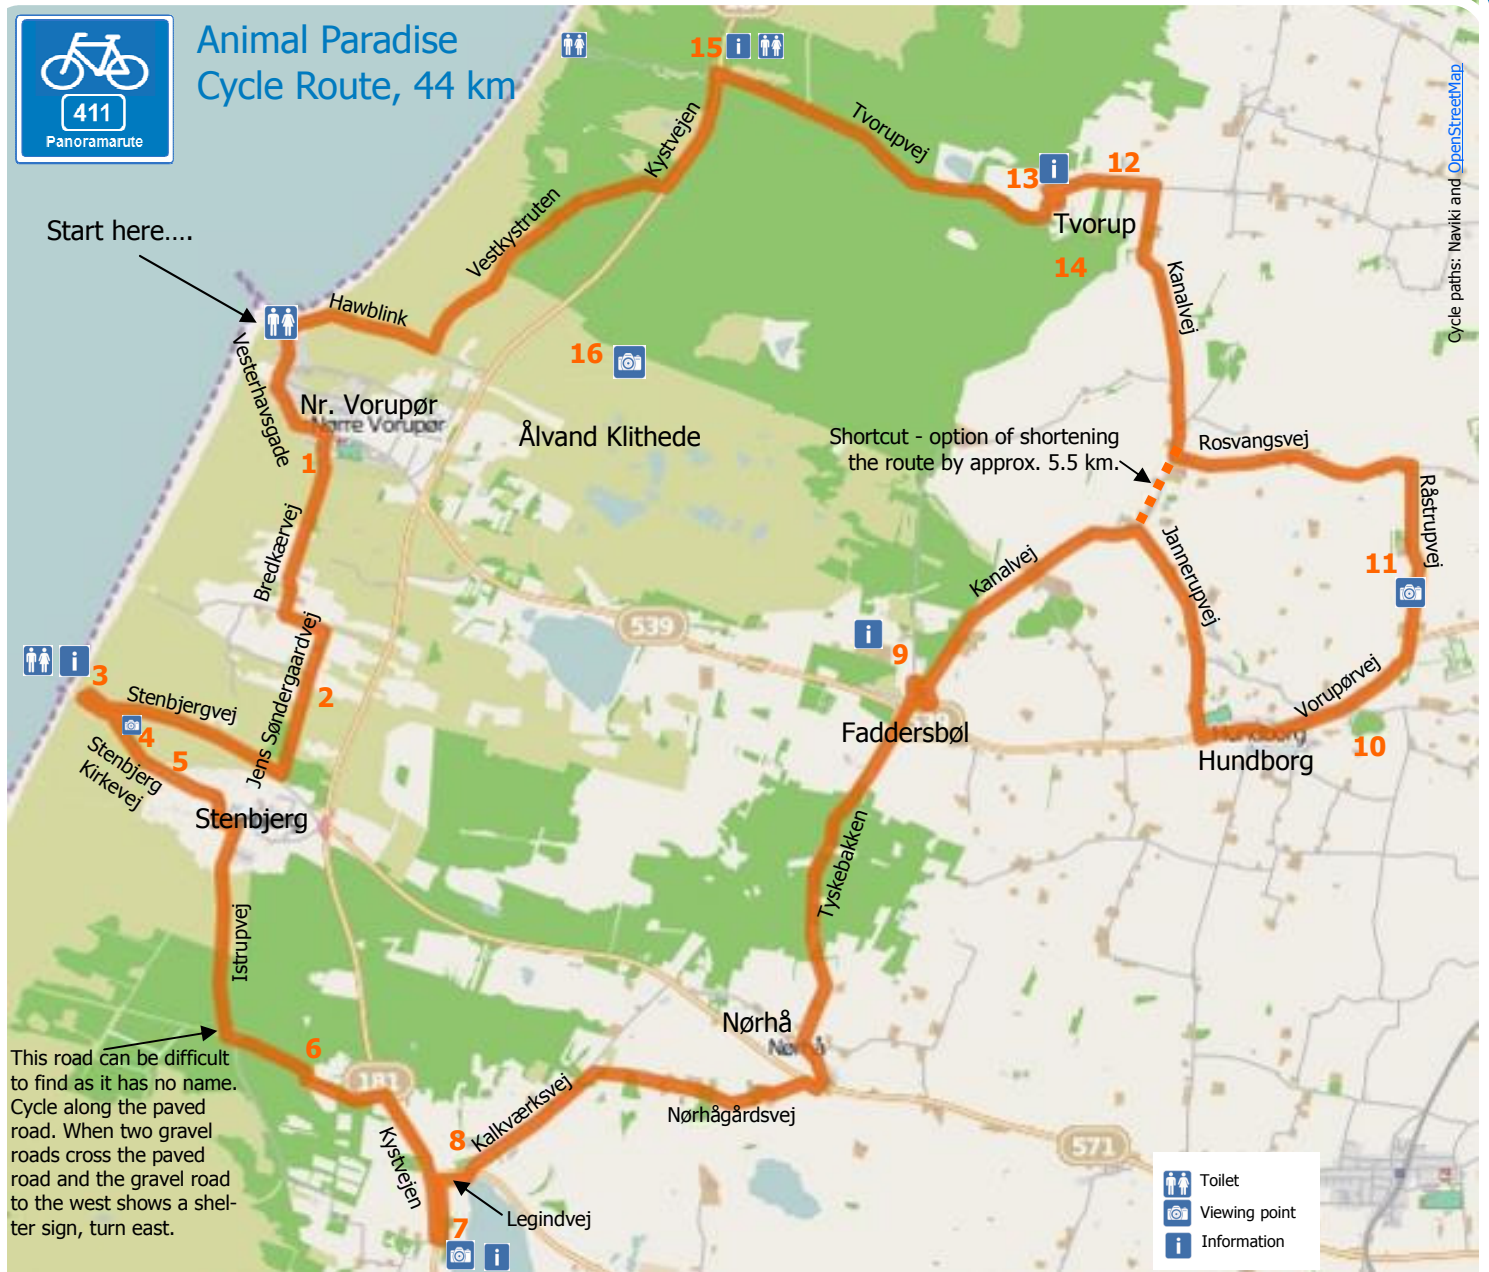 411
Panoramarute
Animal Paradise
Cycle Route, 44 km
Start here....
Cycle paths: Naviki and OpenStreetMap
15
Kystvejen
Tvorupvej
13
12
Tvorup
14
Kanalvej
Vestkystruten
Hawblink
Vesterhavsgade
16
Nr. Vorupør
Nørre Vorupør
Ålvand Klithede
1
Shortcut - option of shortening
the route by approx. 5.5 km.
Rosvangsvej
Råstrupvej
11
Jannerupvej
Kanalvej
Bredkærvej
539
9
Faddersbøl
Vorupørvej
10
Hundborg
Hundborg
3
Stenbjergvej
Jens Søndergaardvej
2
4
5
Stenbjerg
Kirkevej
Stenbjerg
Tyskebakken
Istrupvej
Nørhå
Nørhå
This road can be difficult
to find as it has no name.
Cycle along the paved
road. When two gravel
roads cross the paved
road and the gravel road
to the west shows a shel-
ter sign, turn east.
6
181
Kystvejen
8
Kalkværksvej
Nørhågårdsvej
571
Legindvej
7
Toilet
Viewing point
Information